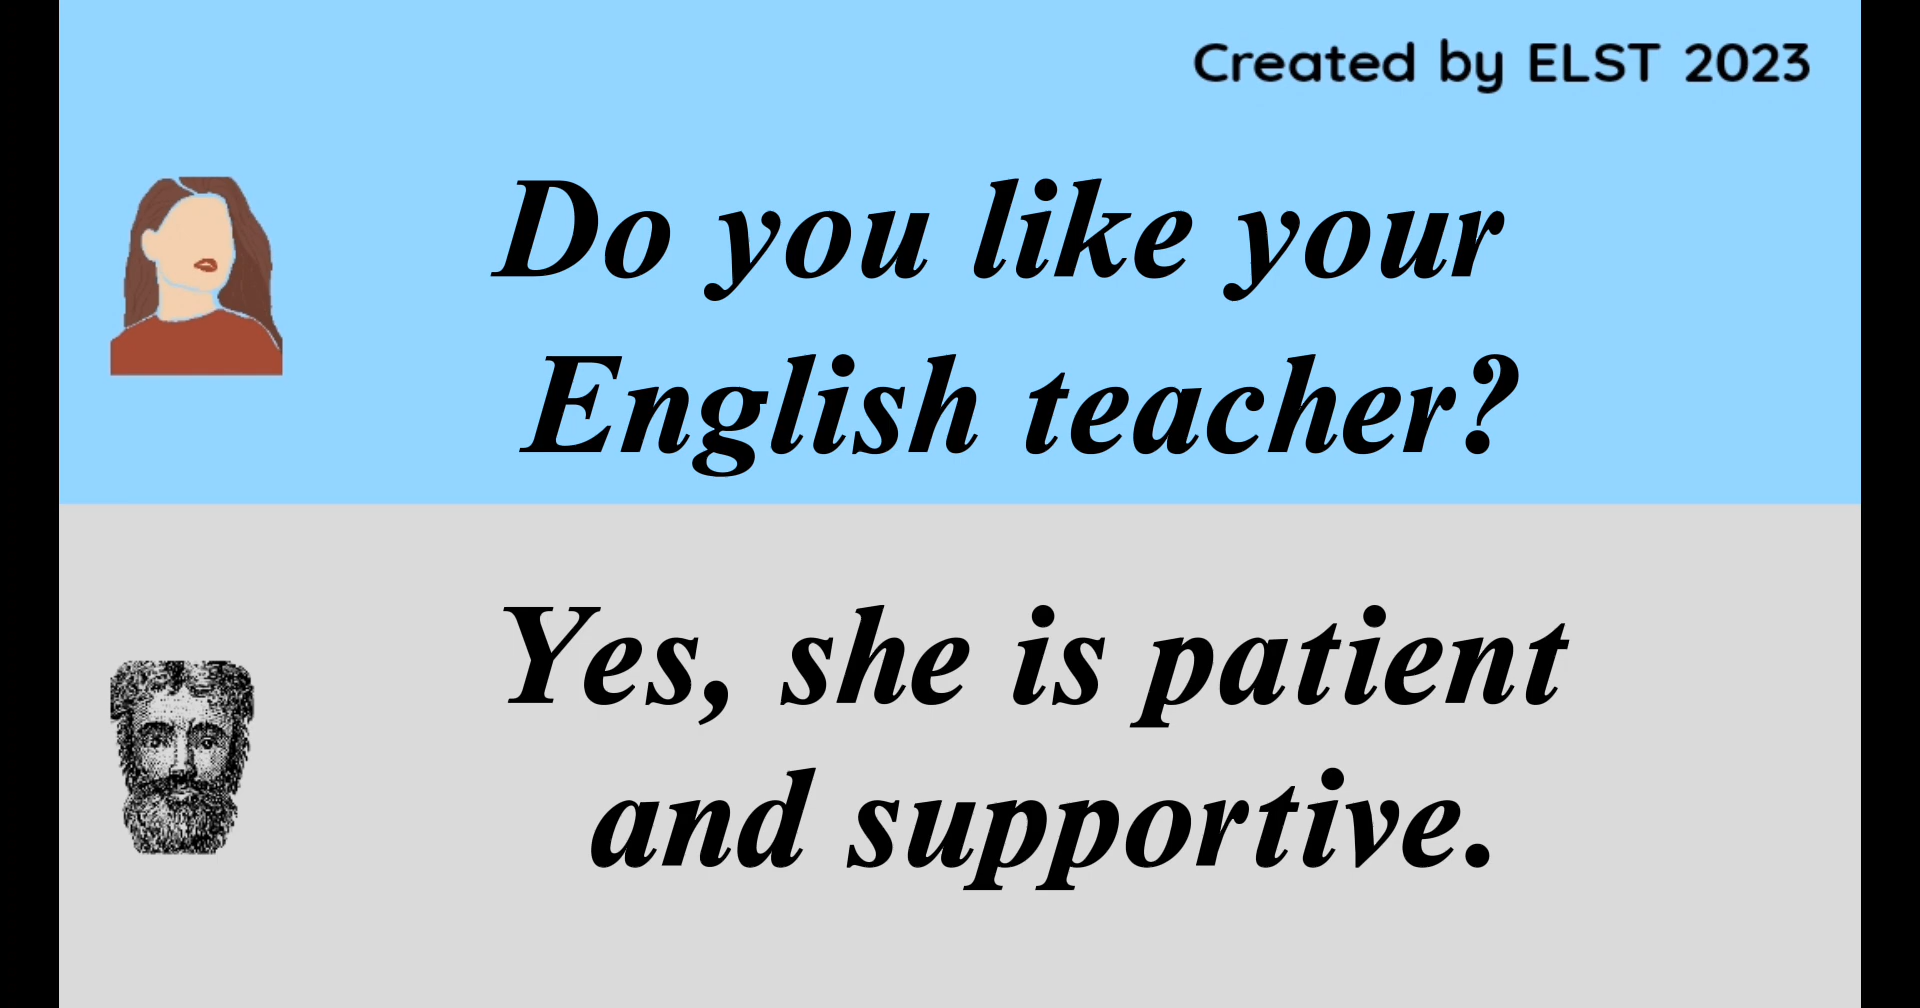 Created by ELST 2023
Do you like your
English teacher?
Yes, she is patient
and supportive.